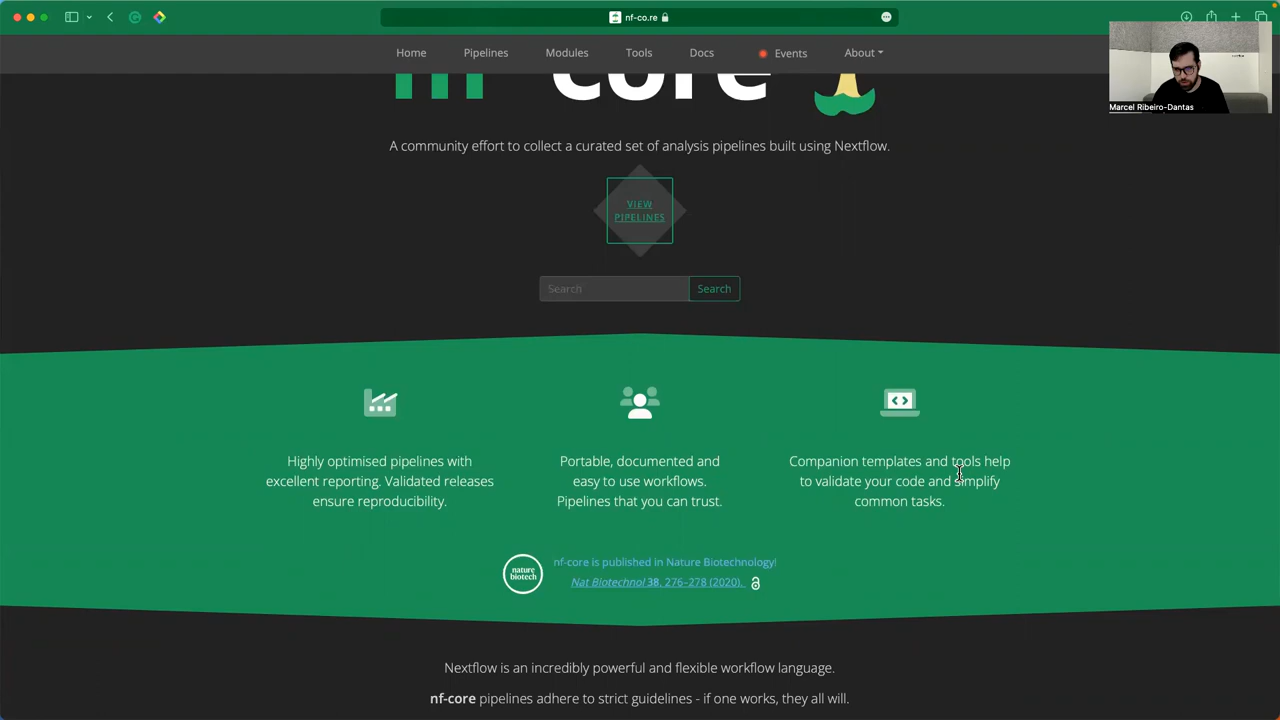 nf-co.re
Home Pipelines Modules Tools Docs Events About
Marcel Ribeiro-Dantas
core
A community effort to collect a curated set of analysis pipelines built using Nextflow.
VIEW
PIPELINES
Search Search
Highly optimised pipelines with
excellent reporting. Validated releases
ensure reproducibility.
Portable, documented and
easy to use workflows.
Pipelines that you can trust.
Companion templates and tools help
to validate your code and simplify
common tasks.
nature
biotech
nf-core is published in Nature Biotechnology!
Nat Biotechnol 38, 276–278 (2020).
Nextflow is an incredibly powerful and flexible workflow language.
nf-core pipelines adhere to strict guidelines - if one works, they all will.